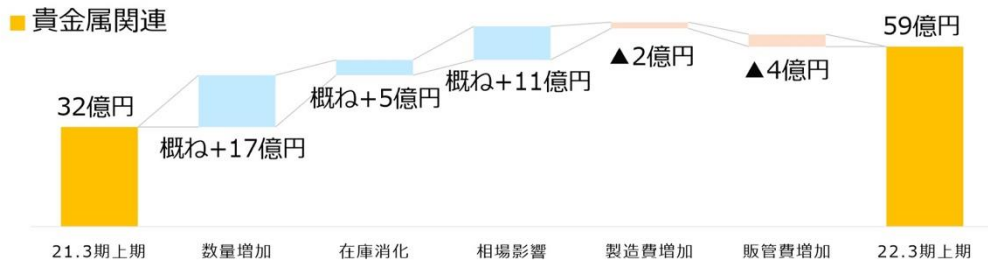 ■ 貴金属関連
32億円
概ね+17億円
概ね+5億円
概ね+11億円
▲2億円
▲4億円
59億円
21.3期上期
数量増加
在庫消化
相場影響
製造費増加
販管費増加
22.3期上期